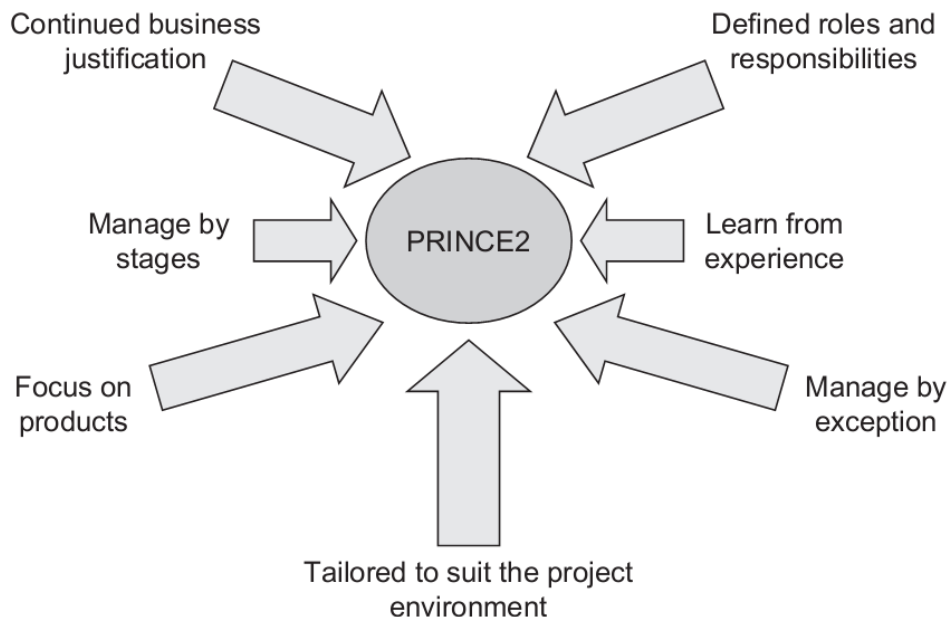 Continued business
justification
Defined roles and
responsibilities
Manage by
stages
PRINCE2
Learn from
experience
Focus on
products
Manage by
exception
Tailored to suit the project
environment